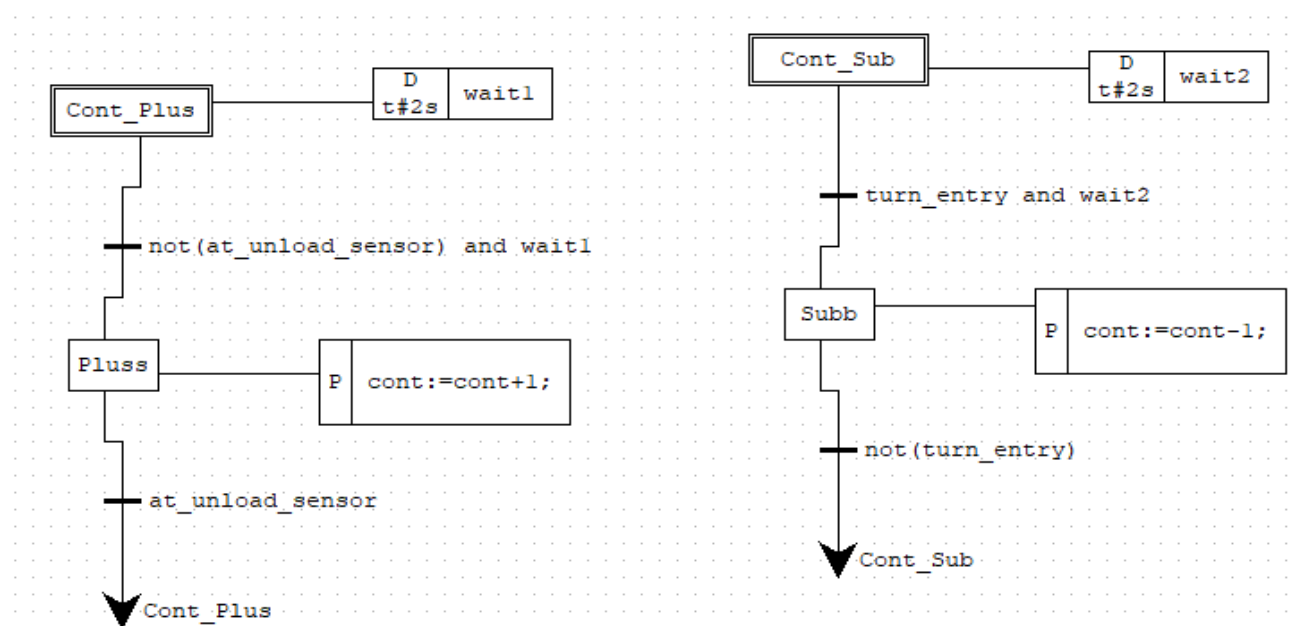 Cont_Plus
D
t#2s
wait1
not(at_unload_sensor) and wait1
Pluss
P
cont:=cont+1;
at_unload_sensor
Cont_Plus
Cont_Sub
D
t#2s
wait2
turn_entry and wait2
Subb
P
cont:=cont-1;
not(turn_entry)
Cont_Sub